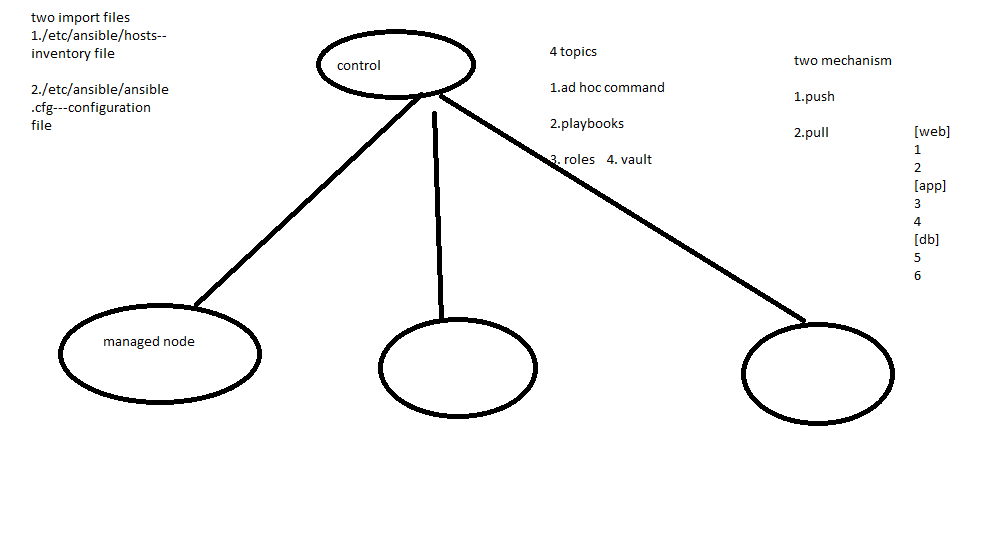 two import files
1./etc/ansible/hosts--
inventory file
2./etc/ansible/ansible
.cfg---configuration
file
control
4 topics
1.ad hoc command
2.playbooks
3. roles   4. vault
two mechanism
1.push
2.pull
[web]
1
2
[app]
3
4
[db]
5
6
managed node